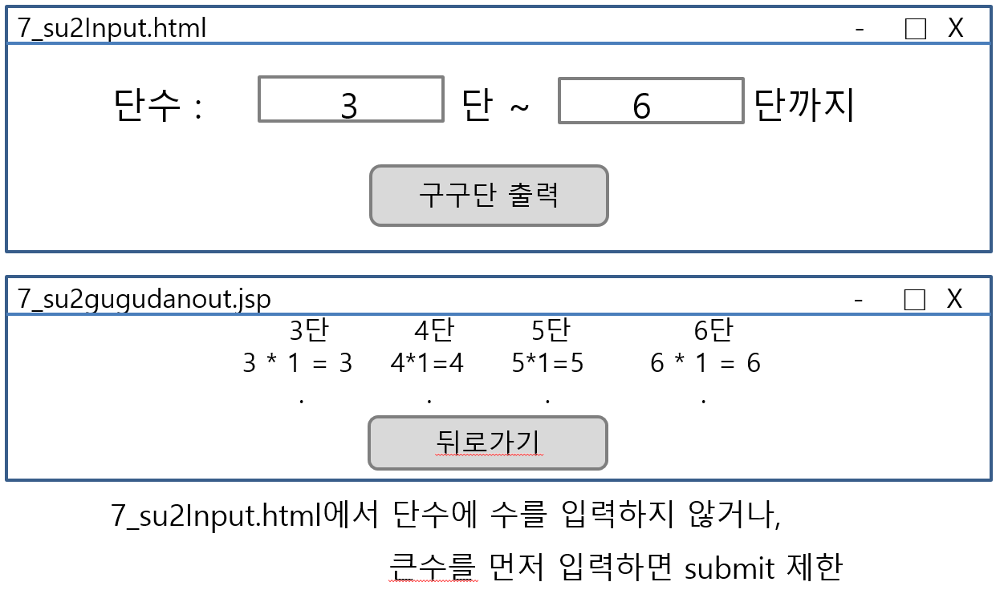 7_su2Input.html - □ X
단수 : 3 단 ~ 6 단까지
구구단 출력
7_su2gugudanout.jsp - □ X
3단 4단 5단 6단
3 * 1 = 3 4*1=4 5*1=5 6 * 1 = 6
. . . .
뒤로가기
7_su2Input.html에서 단수에 수를 입력하지 않거나,
큰수를 먼저 입력하면 submit 제한